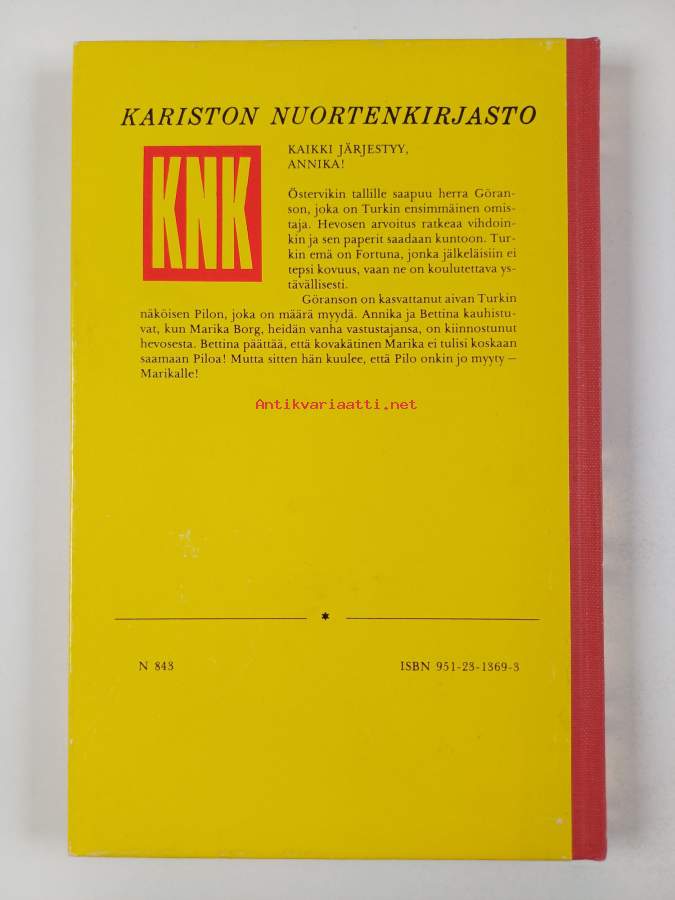 KARISTON NUORTENKIRJASTO
KNK
KAIKKI JÄRJESTYY,
ANNIKA!
Östervikin tallille saapuu herra Göran-
son, joka on Turkin ensimmäinen omis-
taja. Hevosen arvoitus ratkeaa vihdoin-
kin ja sen paperit saadaan kuntoon. Tur-
kin emä on Fortuna, jonka jälkeläisiin ei
tepsi kovuus, vaan ne on koulutettava ys-
tävällisesti.
Göranson on kasvattanut aivan Turkin
näköisen Pilon, joka on määrä myydä. Annika ja Bettina kauhistu-
vat, kun Marika Borg, heidän vanha vastustajansa, on kiinnostunut
hevosesta. Bettina päättää, että kovakätinen Marika ei tulisi koskaan
saamaan Piloa! Mutta sitten hän kuulee, että Pilo onkin jo myyty –
Marikalle!
Antikvariaatti.net
N 843
ISBN 951-23-1369-3